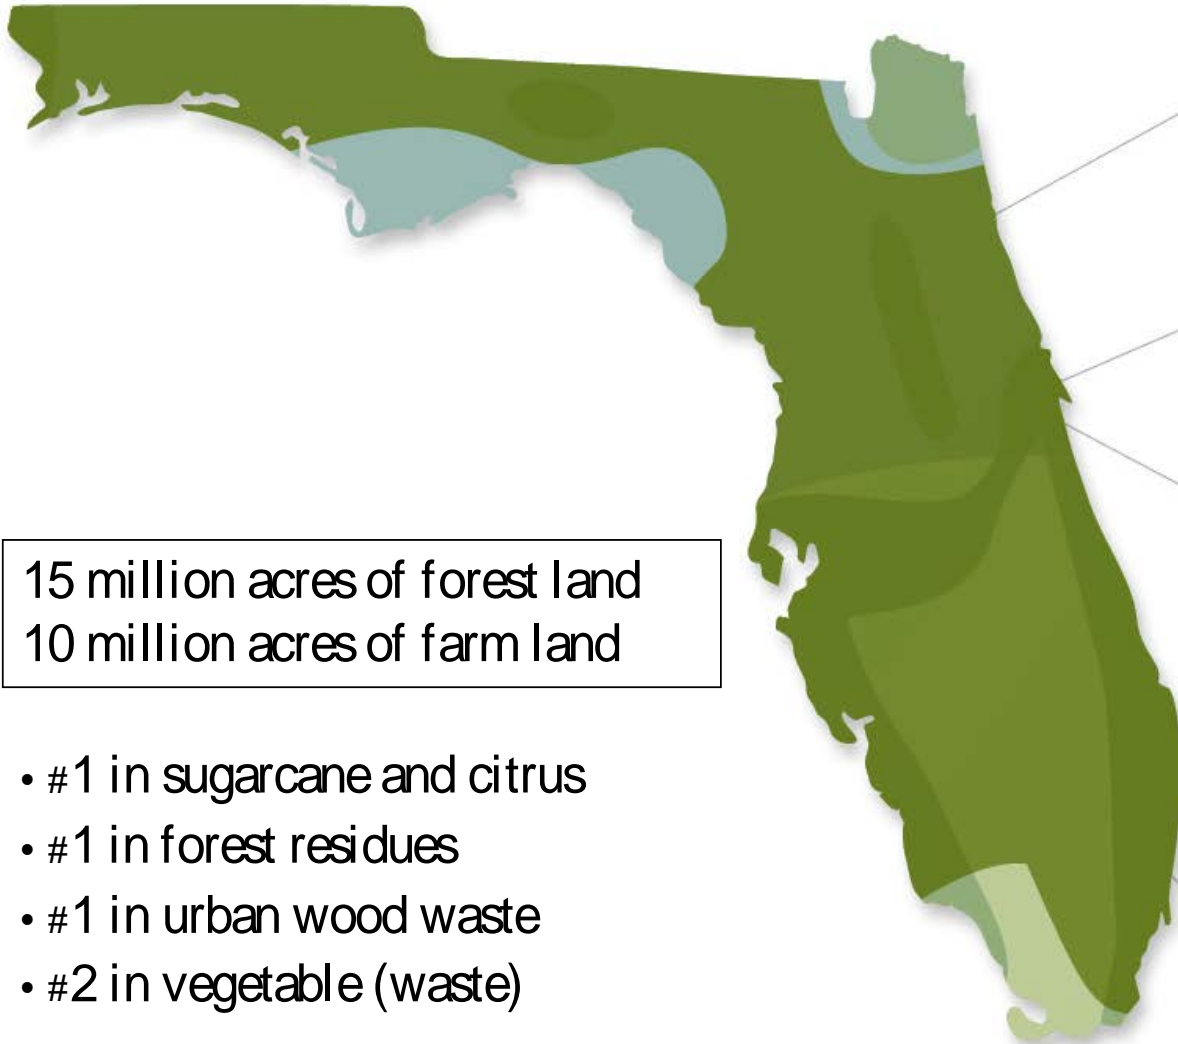 15 million acres of forest land
10 million acres of farm land
• #1 in sugarcane and citrus
• #1 in forest residues
• #1 in urban wood waste
• #2 in vegetable (waste)